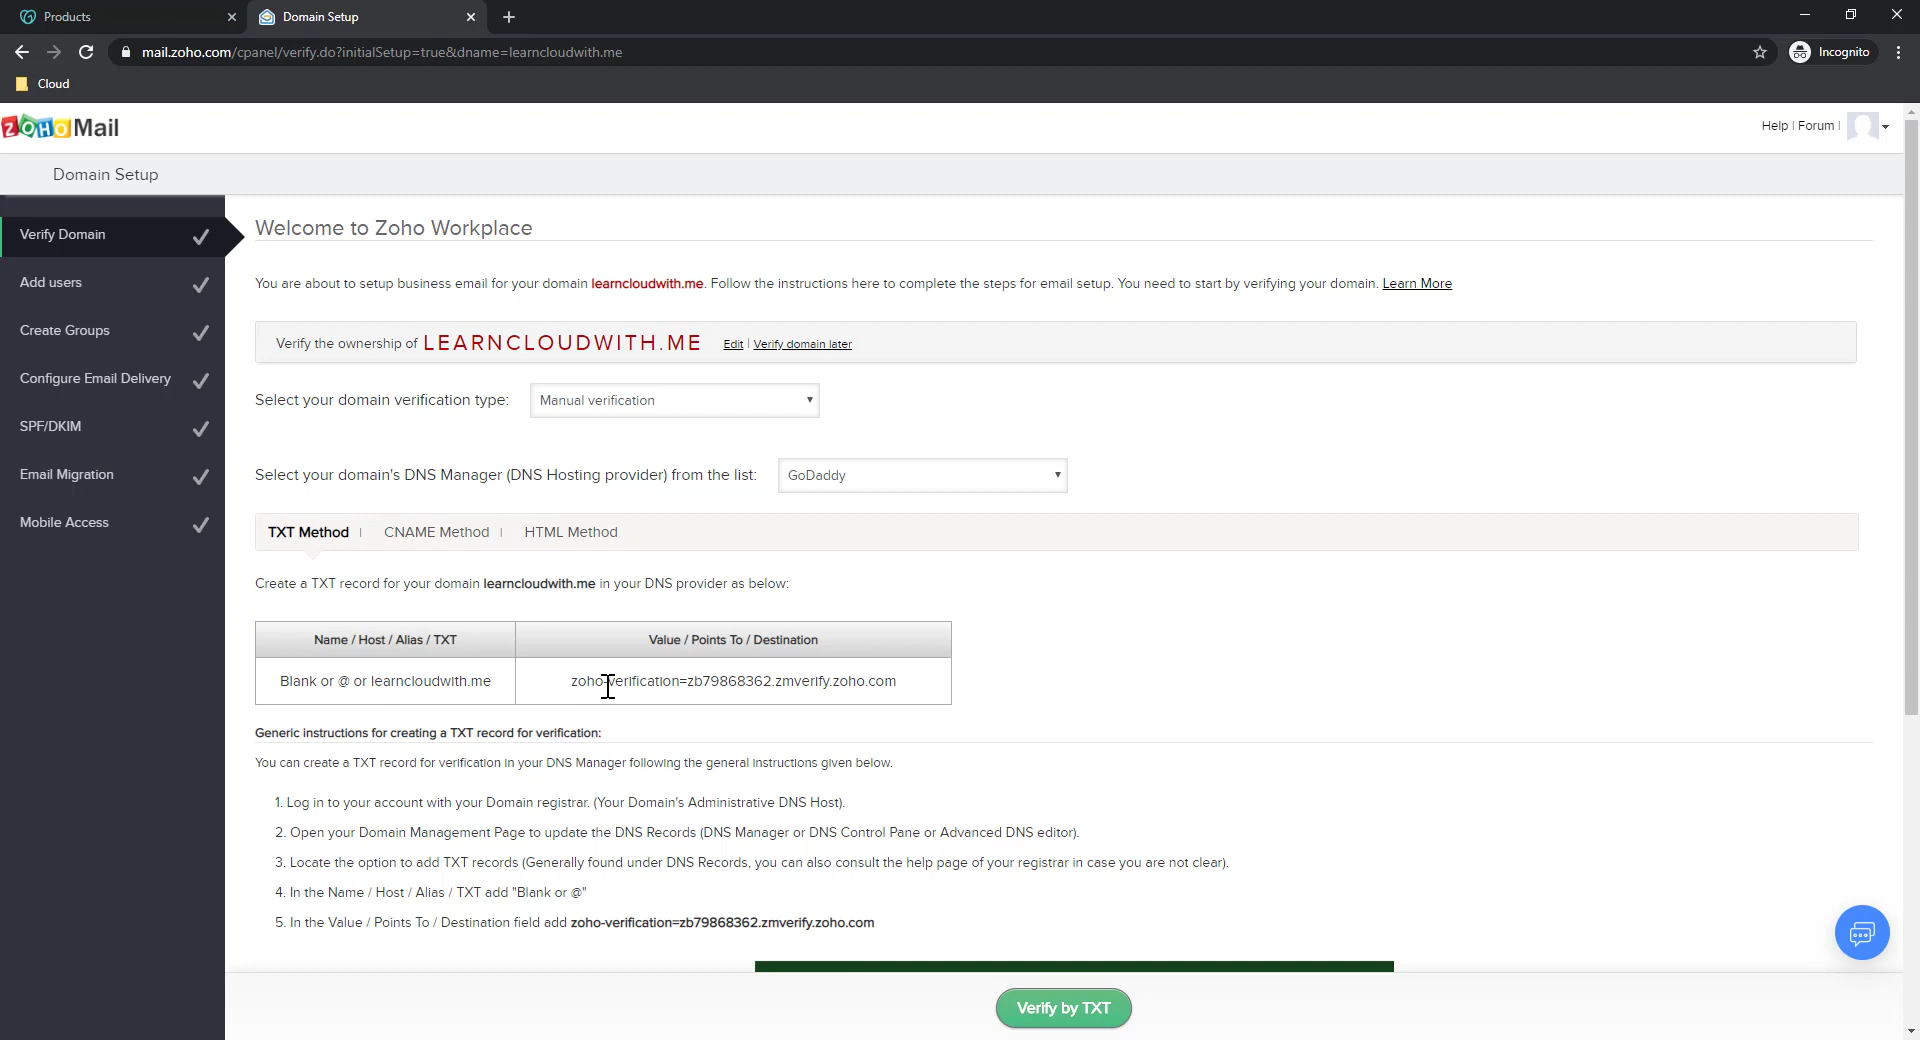 Products
Domain Setup
mail.zoho.com/cpanel/verify.do?initialSetup=true&dname=learncloudwith.me
Incognito
Cloud
ZOHO Mail
Help | Forum |
Domain Setup
Verify Domain
Add users
Create Groups
Configure Email Delivery
SPF/DKIM
Email Migration
Mobile Access
Welcome to Zoho Workplace
You are about to setup business email for your domain learncloudwith.me. Follow the instructions here to complete the steps for email setup. You need to start by verifying your domain. Learn More
Verify the ownership of LEARNCLOUDWITH.ME Edit | Verify domain later
Select your domain verification type: Manual verification
Select your domain's DNS Manager (DNS Hosting provider) from the list: GoDaddy
TXT Method | CNAME Method | HTML Method
Create a TXT record for your domain learncloudwith.me in your DNS provider as below:
Name / Host / Alias / TXT Value / Points To / Destination
Blank or @ or learncloudwith.me zoho-verification=zb79868362.zmverify.zoho.com
Generic instructions for creating a TXT record for verification:
You can create a TXT record for verification in your DNS Manager following the general instructions given below.
1. Log in to your account with your Domain registrar. (Your Domain's Administrative DNS Host).
2. Open your Domain Management Page to update the DNS Records (DNS Manager or DNS Control Pane or Advanced DNS editor).
3. Locate the option to add TXT records (Generally found under DNS Records, you can also consult the help page of your registrar in case you are not clear).
4. In the Name / Host / Alias / TXT add "Blank or @"
5. In the Value / Points To / Destination field add zoho-verification=zb79868362.zmverify.zoho.com
Verify by TXT